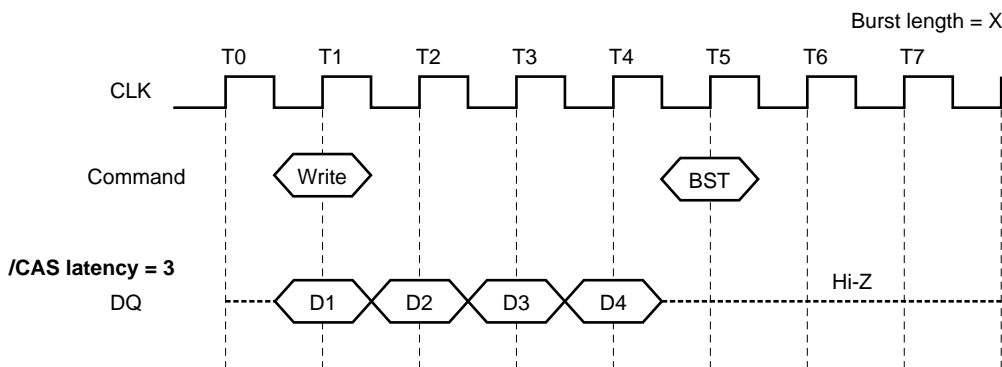 Burst length = X
T0 T1 T2 T3 T4 T5 T6 T7
CLK
Command Write BST
/CAS latency = 3
Hi-Z
DQ D1 D2 D3 D4